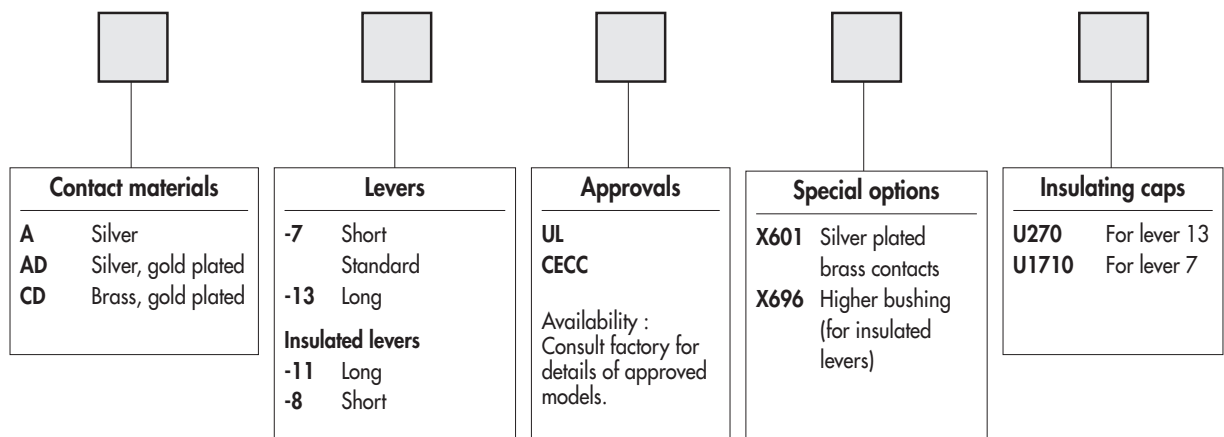 Contact materials
A Silver
AD Silver, gold plated
CD Brass, gold plated
Levers
-7 Short
Standard
-13 Long
Insulated levers
-11 Long
-8 Short
Approvals
UL
CECC
Availability :
Consult factory for
details of approved
models.
Special options
X601 Silver plated
brass contacts
X696 Higher bushing
(for insulated
levers)
Insulating caps
U270 For lever 13
U1710 For lever 7